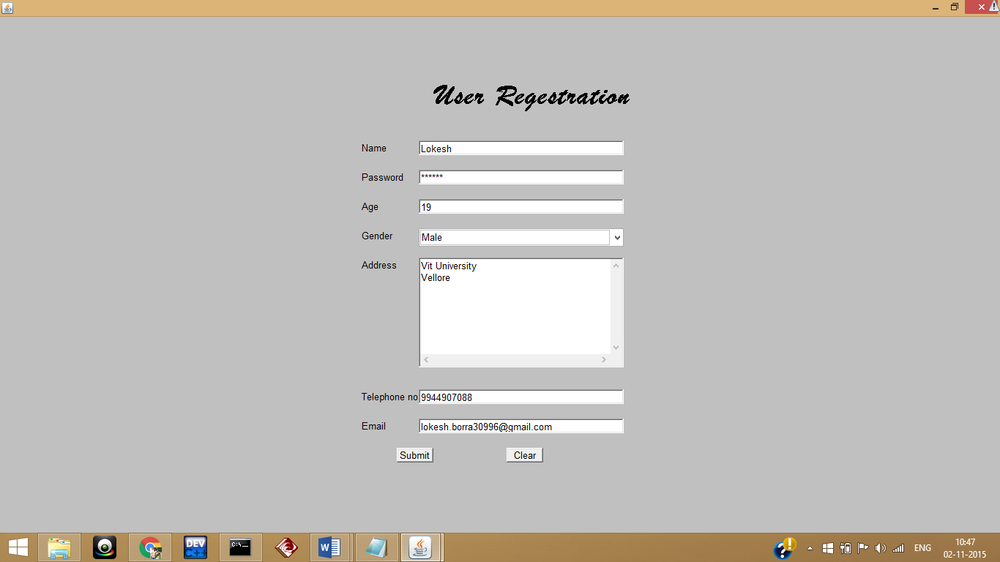 User Regestration
Name Lokesh
Password ******
Age 19
Gender Male
Address Vit University
Vellore
Telephone no 9944907088
Email lokesh.borra30996@gmail.com
Submit Clear
DEV
C++
C:\
W
ENG
10:47
02-11-2015